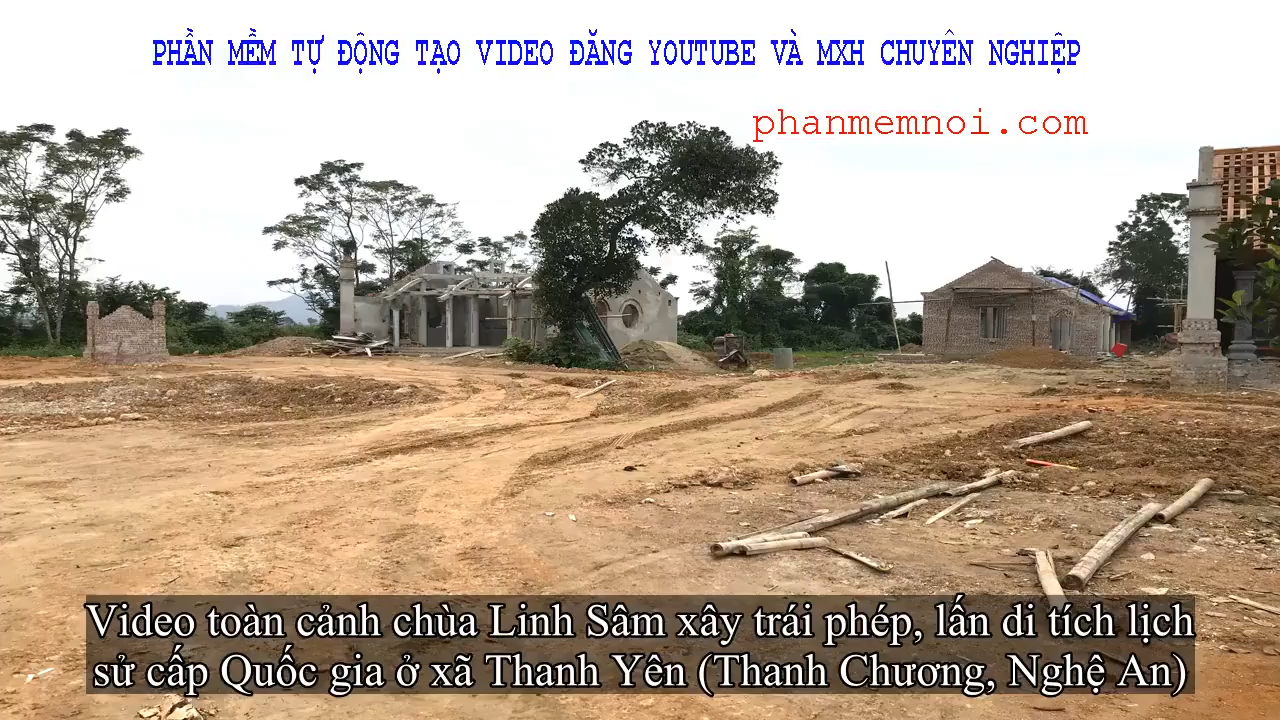 PHẦN MỀM TỰ ĐỘNG TẠO VIDEO ĐĂNG YOUTUBE VÀ MXH CHUYÊN NGHIỆP
phanmemnoi.com
Video toàn cảnh chùa Linh Sâm xây trái phép, lấn di tích lịch
sử cấp Quốc gia ở xã Thanh Yên (Thanh Chương, Nghệ An)